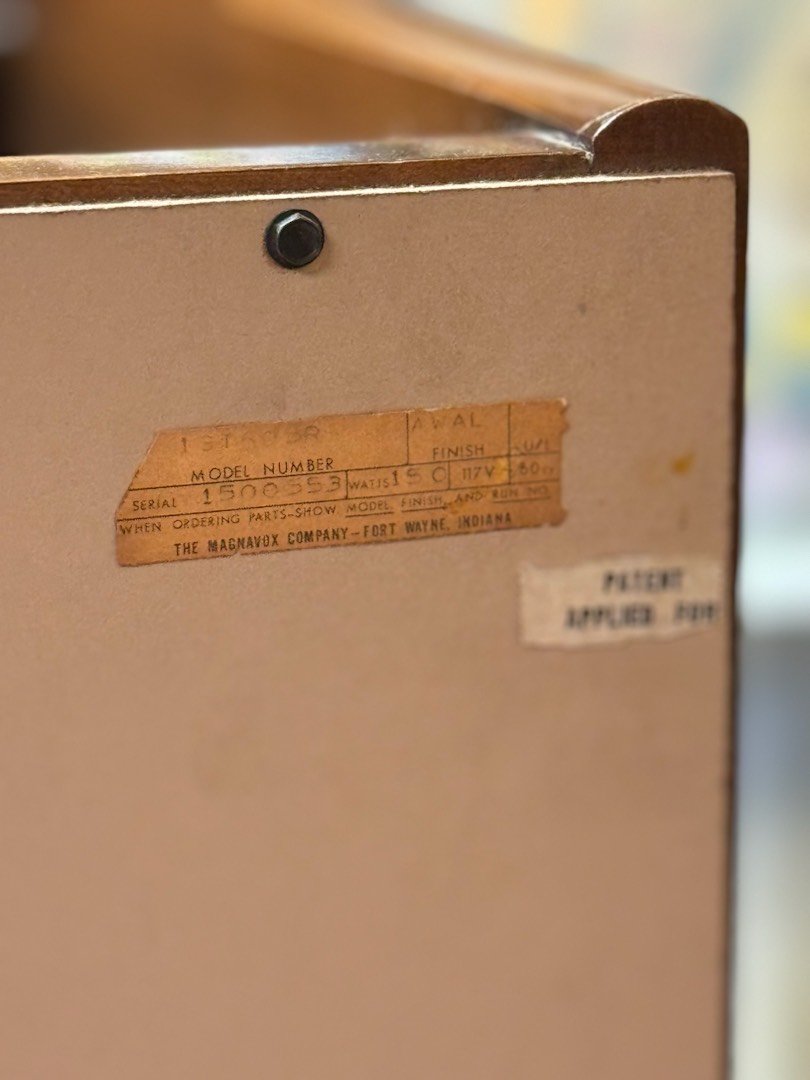 AWAL
MODEL NUMBER FINISH
SERIAL 1500553 WATTS 150 117V 60
WHEN ORDERING PARTS-SHOW MODEL, FINISH, AND RUN NO.
THE MAGNAVOX COMPANY-FORT WAYNE, INDIANA
PATENT
APPLIED FOR